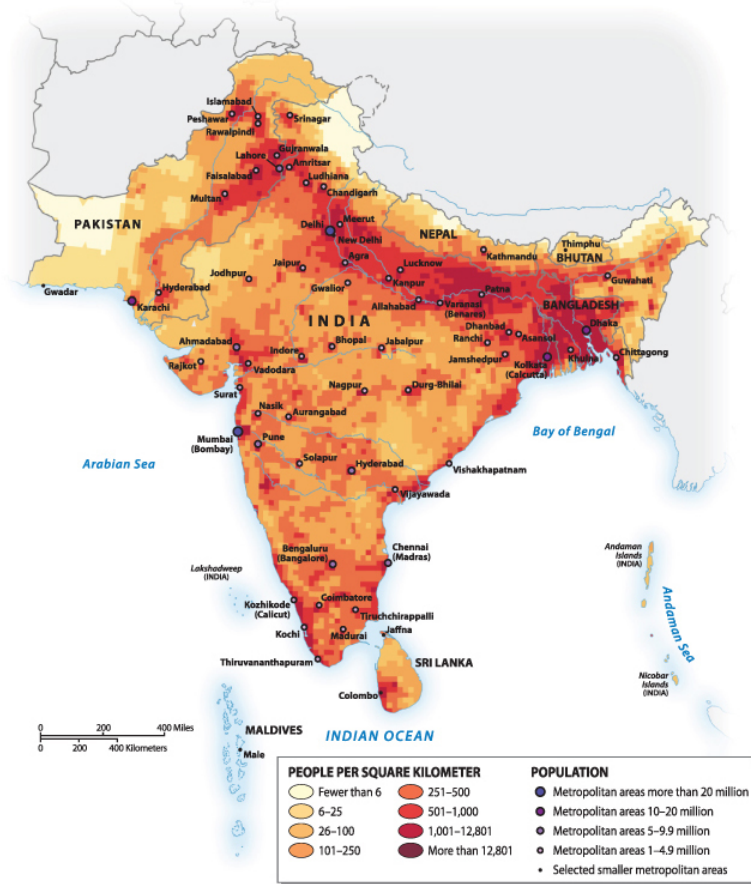 Islamabad
Peshawar
Rawalpindi
Srinagar
Gujranwala
Lahore
Amritsar
Faisalabad
Ludhiana
Chandigarh
Multan
PAKISTAN
Delhi
Meerut
New Delhi
NEPAL
Thimphu
BHUTAN
Kathmandu
Agra
Lucknow
Jaipur
Jodhpur
Gwalior
Kanpur
Patna
Guwahati
Gwadar
Hyderabad
Karachi
Allahabad
Varanasi
(Benares)
BANGLADESH
INDIA
Dhanbad
Asansol
Dhaka
Ranchi
Ahmadabad
Indore
Bhopal
Jabalpur
Jamshedpur
Kolkata
(Calcutta)
Khulna
Chittagong
Rajkot
Vadodara
Nagpur
Durg-Bhilai
Surat
Nasik
Aurangabad
Mumbai
(Bombay)
Pune
Bay of Bengal
Arabian Sea
Solapur
Hyderabad
Vishakhapatnam
Vijayawada
Bengaluru
(Bangalore)
Chennai
(Madras)
Andaman
Islands
(INDIA)
Lakshadweep
(INDIA)
Andaman Sea
Kozhikode
(Calicut)
Coimbatore
Tiruchchirappalli
Kochi
Madurai
Jaffna
Thiruvananthapuram
SRI LANKA
Nicobar
Islands
(INDIA)
Colombo
0 200 400 Miles
0 200 400 Kilometers
MALDIVES
Male
INDIAN OCEAN
PEOPLE PER SQUARE KILOMETER
Fewer than 6
6–25
26–100
101–250
251–500
501–1,000
1,001–12,801
More than 12,801
POPULATION
Metropolitan areas more than 20 million
Metropolitan areas 10–20 million
Metropolitan areas 5–9.9 million
Metropolitan areas 1–4.9 million
Selected smaller metropolitan areas